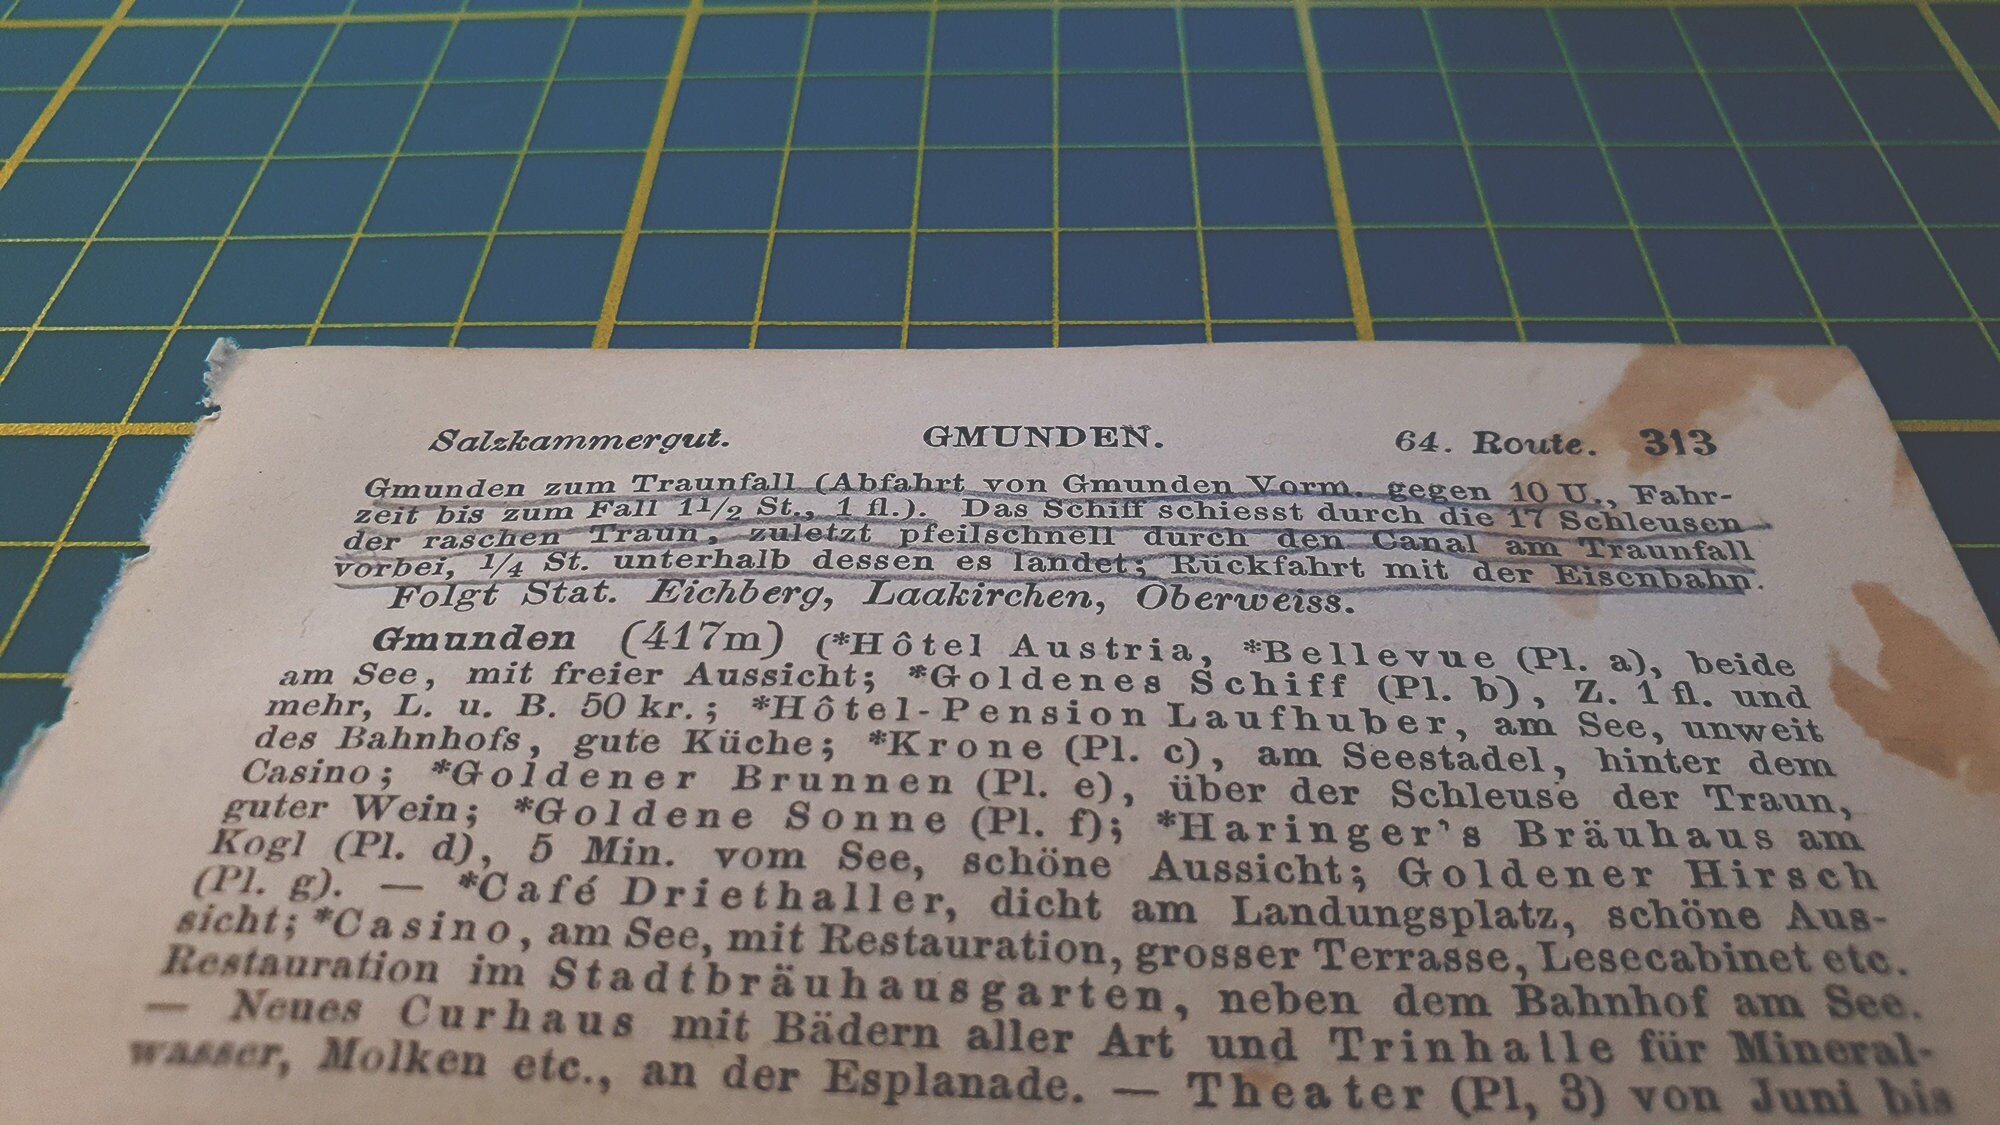 Salzkammergut. GMUNDEN. 64. Route. 313
Gmunden zum Traunfall (Abfahrt von Gmunden Vorm. gegen 10 U., Fahr-
zeit bis zum Fall 1 1/2 St., 1 fl.). Das Schiff schiesst durch die 17 Schleusen
der raschen Traun, zuletzt pfeilschnell durch den Canal am Traunfall
vorbei, 1/4 St. unterhalb dessen es landet; Rückfahrt mit der Eisenbahn.
Folgt Stat. Eichberg, Laakirchen, Oberweiss.
Gmunden (417m) (*Hôtel Austria, *Bellevue (Pl. a), beide
am See, mit freier Aussicht; *Goldenes Schiff (Pl. b), Z. 1 fl. und
mehr, L. u. B. 50 kr.; *Hôtel-Pension Laufhuber, am See, unweit
des Bahnhofs, gute Küche; *Krone (Pl. c), am Seestadel, hinter dem
Casino; *Goldener Brunnen (Pl. e), über der Schleuse der Traun,
guter Wein; *Goldene Sonne (Pl. f); *Haringer's Bräuhaus am
Kogl (Pl. d), 5 Min. vom See, schöne Aussicht; Goldener Hirsch
(Pl. g). — *Café Driethaller, dicht am Landungsplatz, schöne Aus-
sicht; *Casino, am See, mit Restauration, grosser Terrasse, Lesecabinet etc.
Restauration im Stadtbräuhausgarten, neben dem Bahnhof am See.
— Neues Curhaus mit Bädern aller Art und Trinhalle für Mineral-
wasser, Molken etc., an der Esplanade. — Theater (Pl, 3) von Juni bis